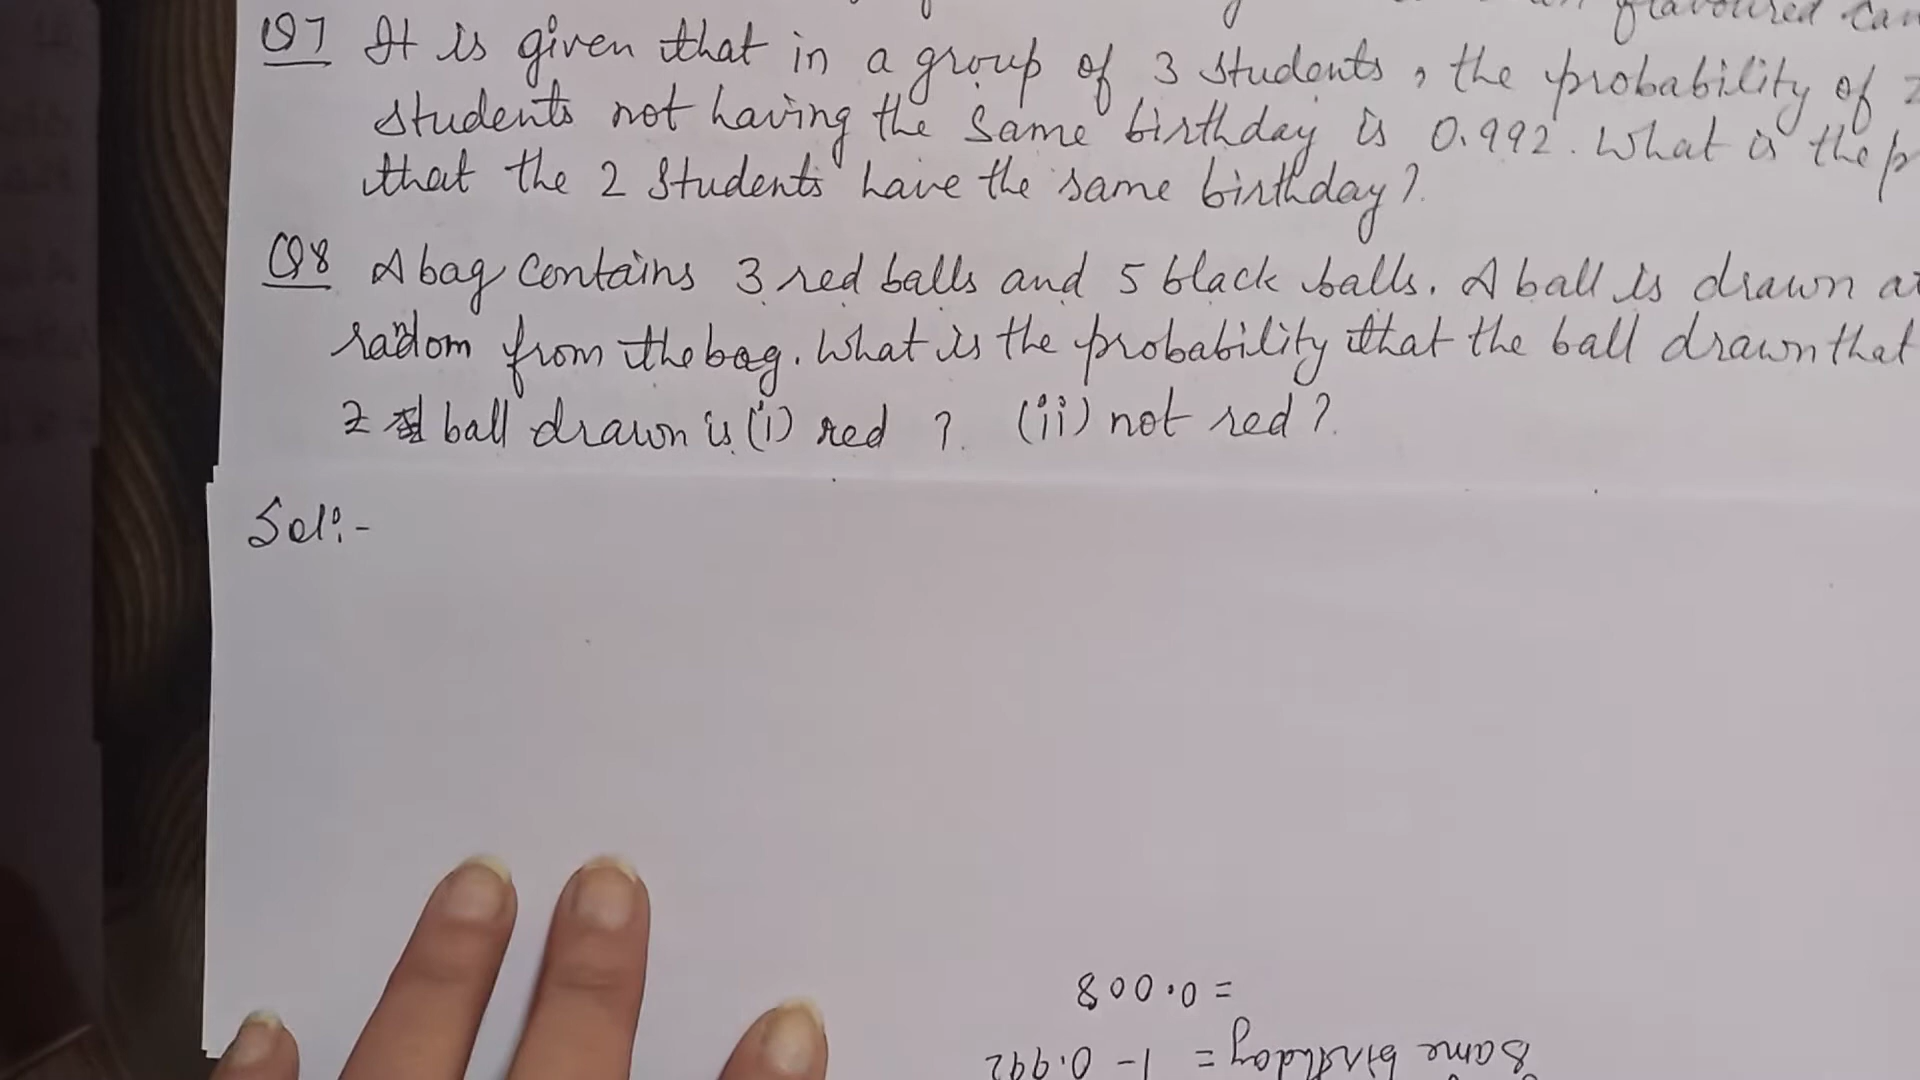 flavoured can
Q7 It is given that in a group of 3 students, the probability of 2
students not having the same birthday is 0.992. What is the p
that the 2 students have the same birthday?
Q8 A bag contains 3 red balls and 5 black balls. A ball is drawn at
random from the bag. What is the probability that the ball drawn that
ball drawn is (i) red ? (ii) not red ?
Sol:-
same birthday = 1 - 0.992
= 0.008